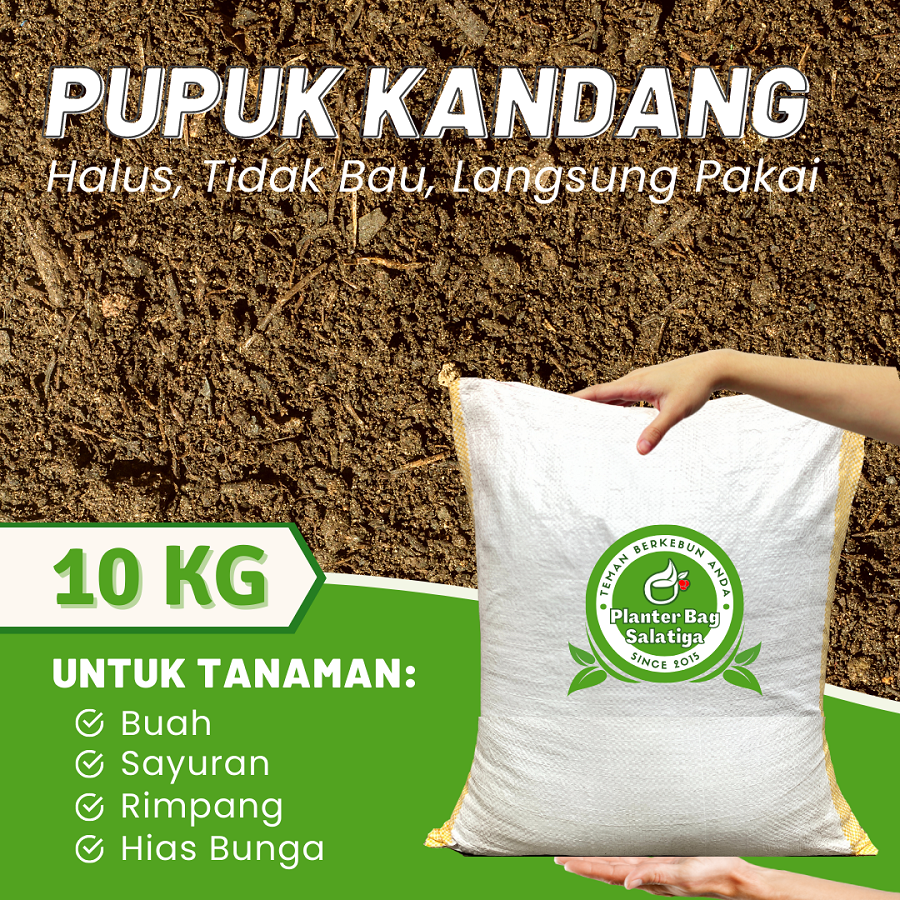 PUPUK KANDANG
Halus, Tidak Bau, Langsung Pakai
10 KG
UNTUK TANAMAN:
Buah
Sayuran
Rimpang
Hias Bunga
TEMAN BERKEBUN ANDA
Planter Bag
Salatiga
SINCE 2015